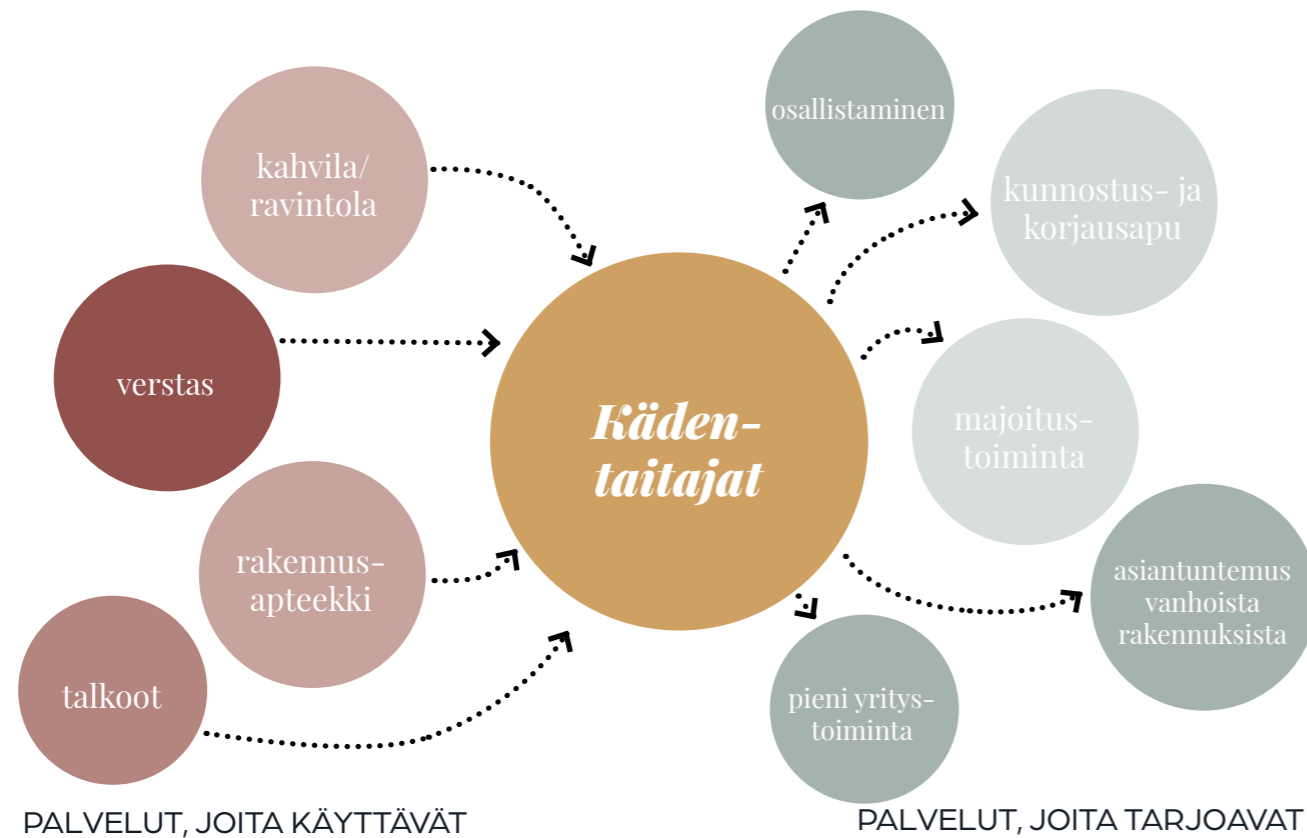 kahvila/
ravintola
verstas
rakennus-
apteekki
talkoot
Käden-
taitajat
osallistaminen
kunnostus- ja
korjausapu
majoitus-
toiminta
asiantuntemus
vanhoista
rakennuksista
pieni yritys-
toiminta
PALVELUT, JOITA KÄYTTÄVÄT
PALVELUT, JOITA TARJOAVAT